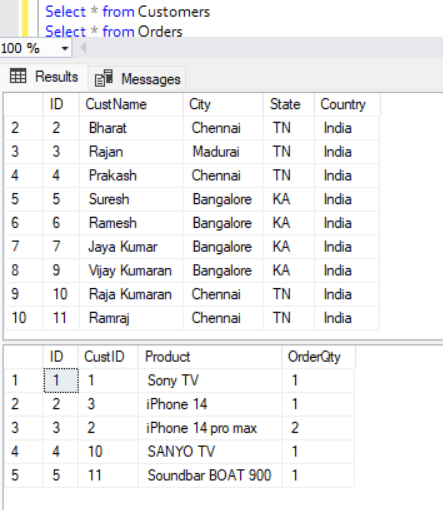 Select * from Customers
Select * from Orders
100 %
Results Messages
ID CustName City State Country
2 2 Bharat Chennai TN India
3 3 Rajan Madurai TN India
4 4 Prakash Chennai TN India
5 5 Suresh Bangalore KA India
6 6 Ramesh Bangalore KA India
7 7 Jaya Kumar Bangalore KA India
8 9 Vijay Kumaran Bangalore KA India
9 10 Raja Kumaran Chennai TN India
10 11 Ramraj Chennai TN India
ID CustID Product OrderQty
1 1 1 Sony TV 1
2 2 3 iPhone 14 1
3 3 2 iPhone 14 pro max 2
4 4 10 SANYO TV 1
5 5 11 Soundbar BOAT 900 1